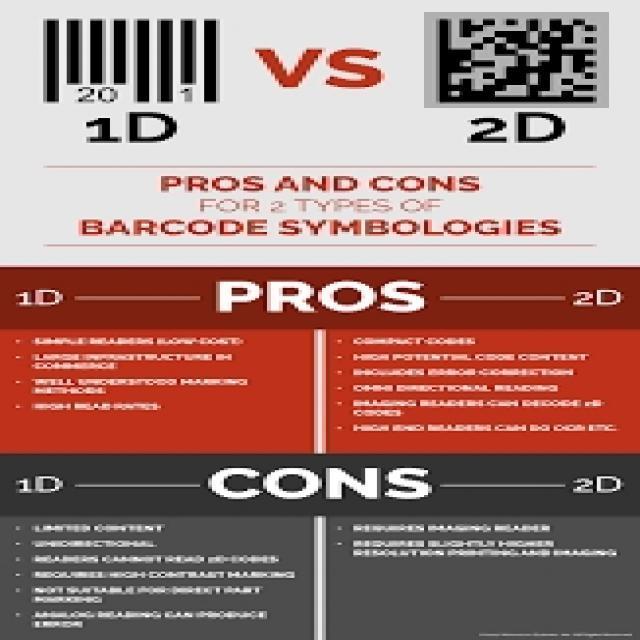 20 1
VS
1D
2D
PROS AND CONS
FOR 2 TYPES OF
BARCODE SYMBOLOGIES
1D
PROS
2D
• SIMPLE READERS (LOW COST)
• LARGE INFRASTRUCTURE IN
COMMERCE
• WELL UNDERSTOOD MARKING
METHODS
• HIGH READ RATES
• COMPACT CODES
• HIGH POTENTIAL CODE CONTENT
• INCLUDES ERROR CORRECTION
• OMNI DIRECTIONAL READING
• IMAGING READERS CAN DECODE 1D
CODES
• HIGH END READERS CAN DO OCR ETC.
1D
CONS
2D
• LIMITED CONTENT
• UNIDIRECTIONAL
• READERS CANNOT READ 2D CODES
• REQUIRES HIGH CONTRAST MARKING
• NOT SUITABLE FOR DIRECT PART
MARKING
• ANALOG READING CAN PRODUCE
ERROR
• REQUIRES IMAGING READER
• REQUIRES SLIGHTLY HIGHER
RESOLUTION PRINTING AND IMAGING